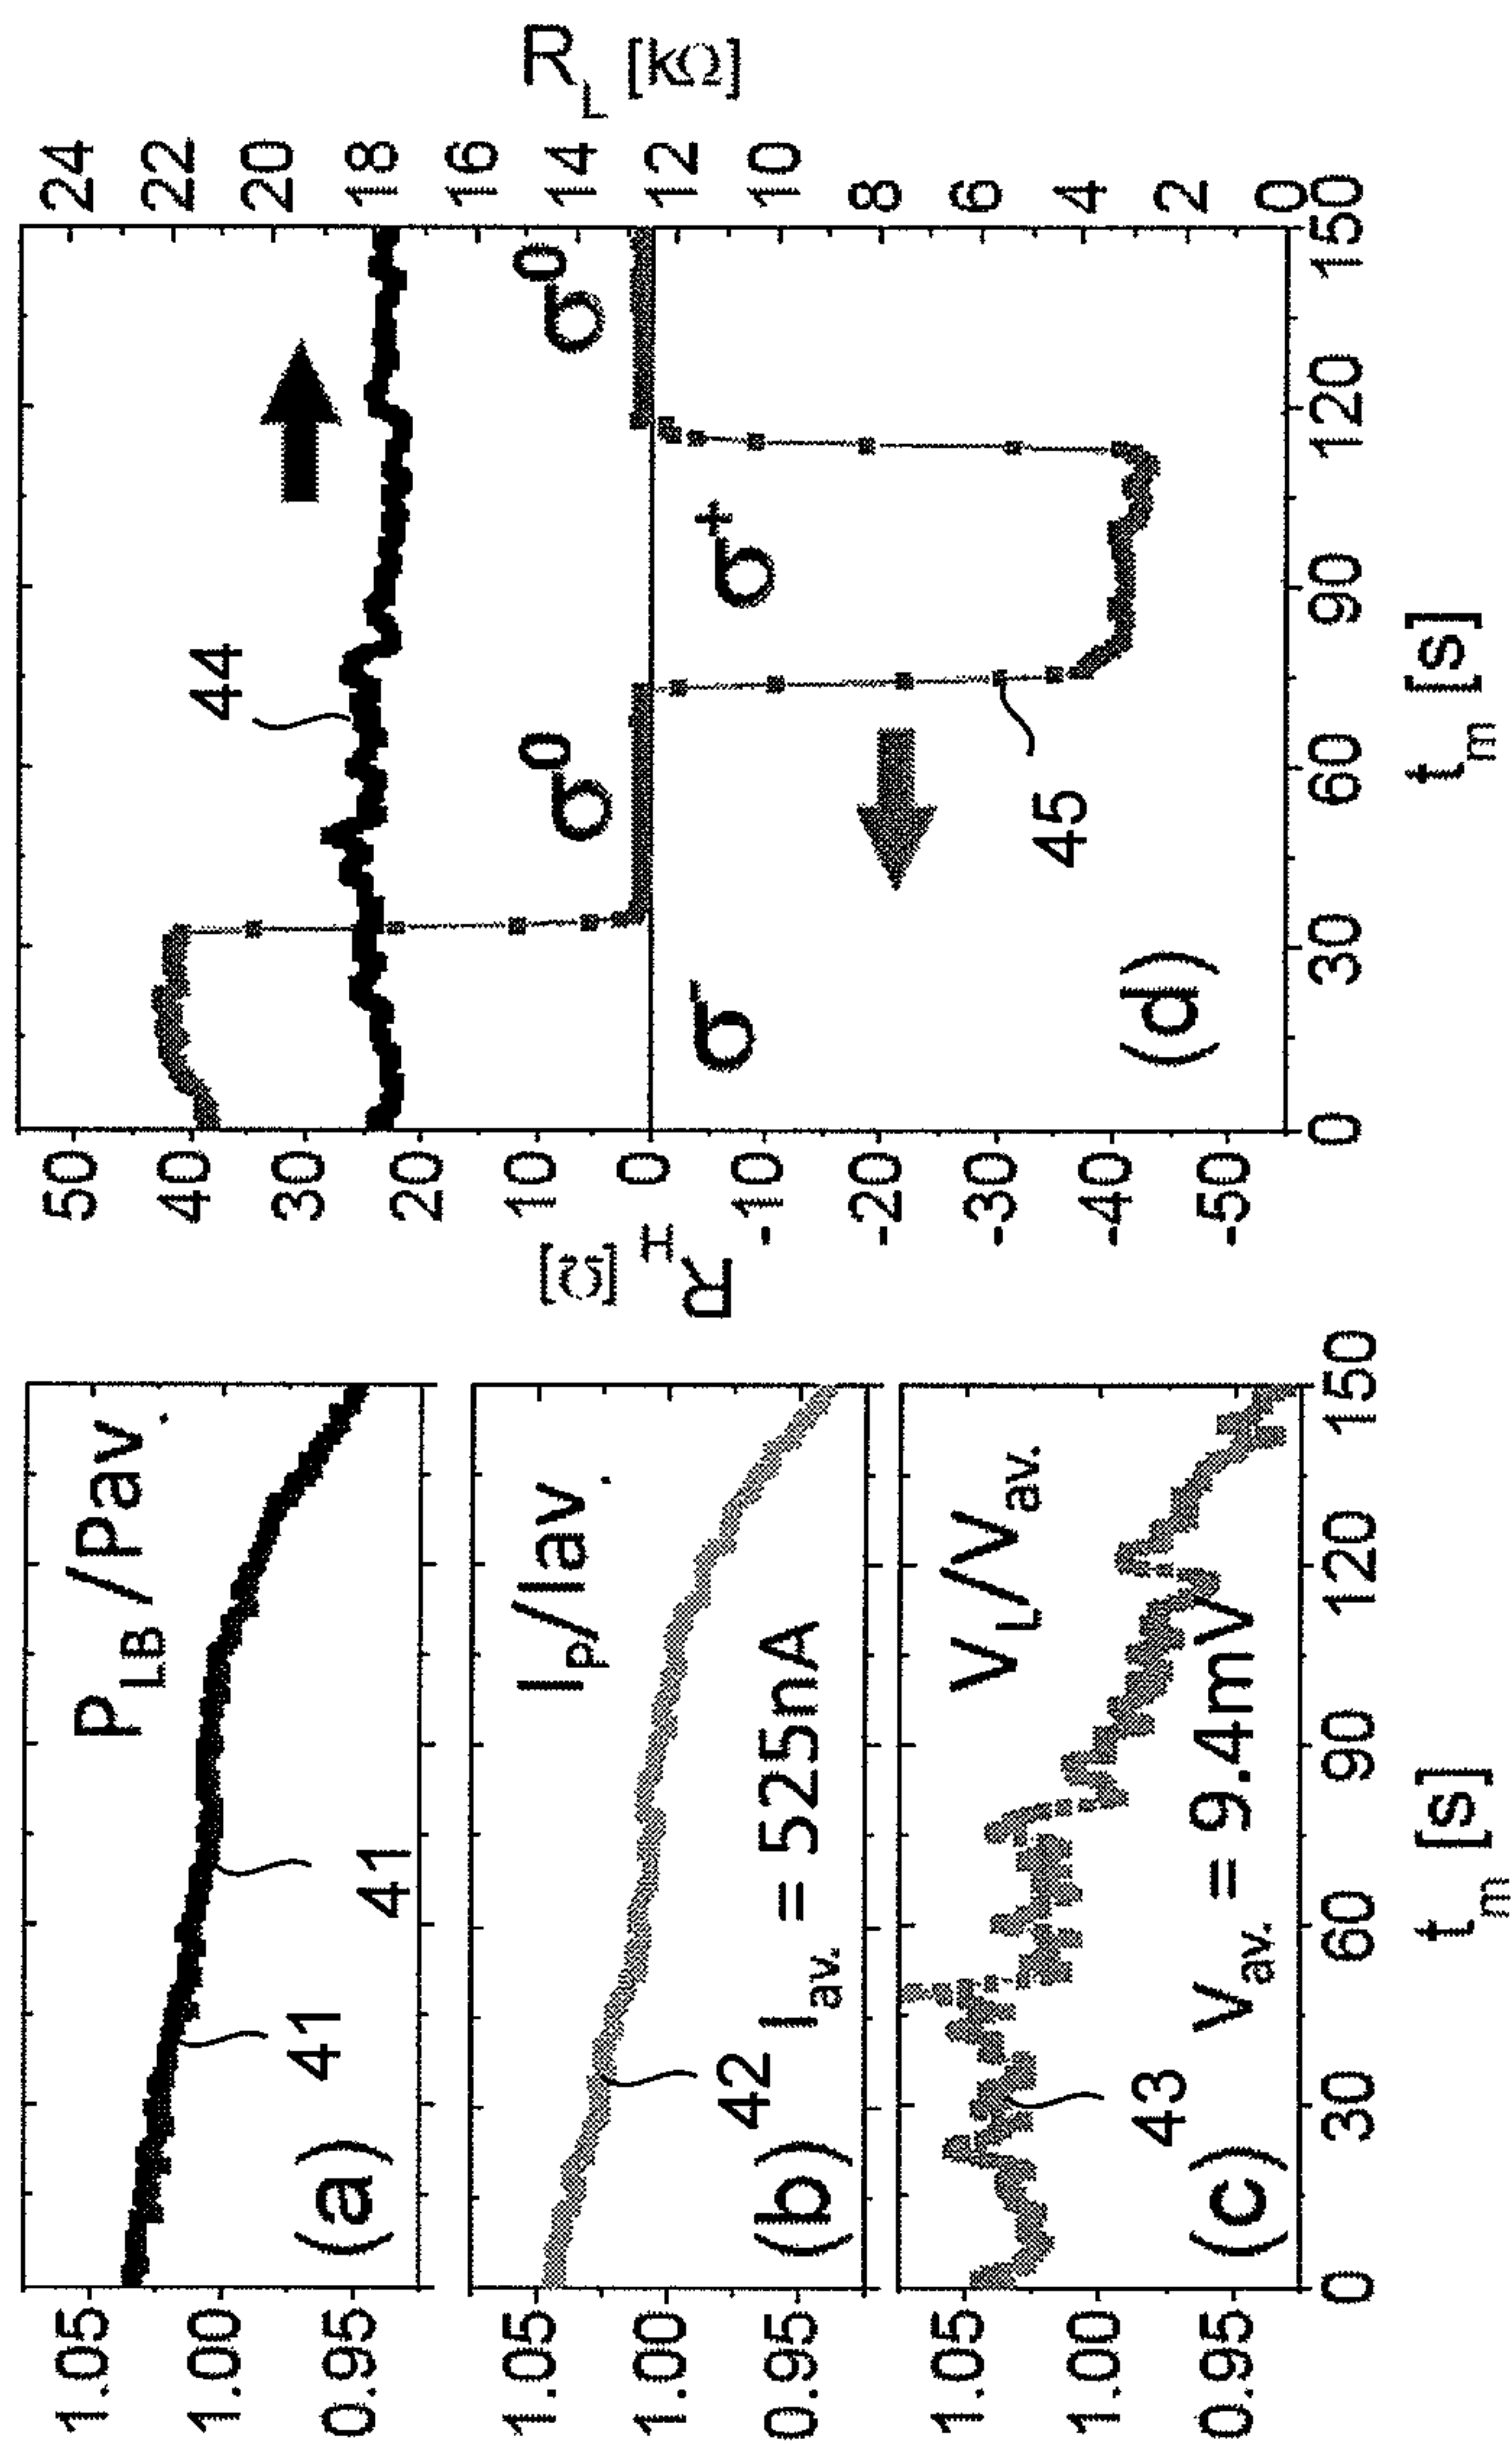 1.05
1.00
0.95
P_LB /Pav.
41
41
(a)
1.05
1.00
0.95
I_P/Iav.
42
I_av. = 525nA
(b)
1.05
1.00
0.95
V_L/V_av.
43
V_av. = 9.4mV
(c)
0 30 60 90 120 150
t_m [s]
R_H [Ω]
50
40
30
20
10
0
-10
-20
-30
-40
-50
44
σ⁰
σ⁰
σ⁻
σ⁺
45
(d)
0 30 60 90 120 150
t_m [s]
24
22
20
18
16
14
12
10
8
6
4
2
0
R_L [kΩ]